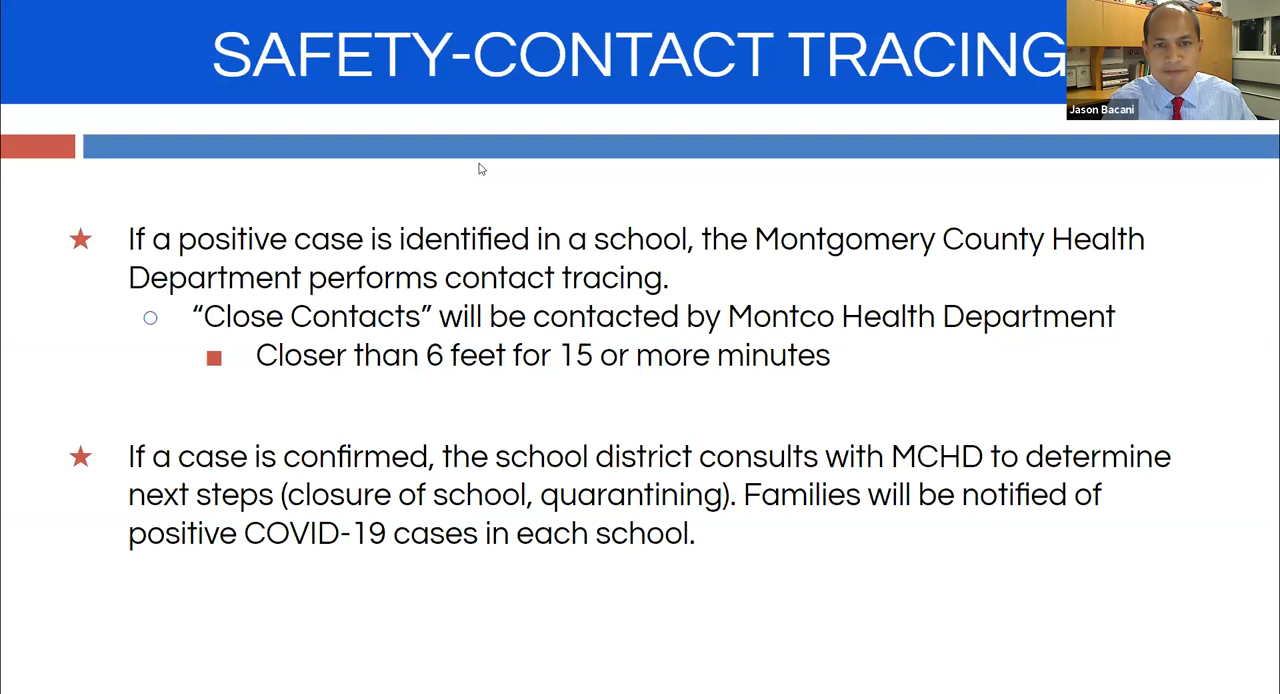 SAFETY-CONTACT TRACING
Jason Bacani
If a positive case is identified in a school, the Montgomery County Health
Department performs contact tracing.
“Close Contacts” will be contacted by Montco Health Department
Closer than 6 feet for 15 or more minutes
If a case is confirmed, the school district consults with MCHD to determine
next steps (closure of school, quarantining). Families will be notified of
positive COVID-19 cases in each school.